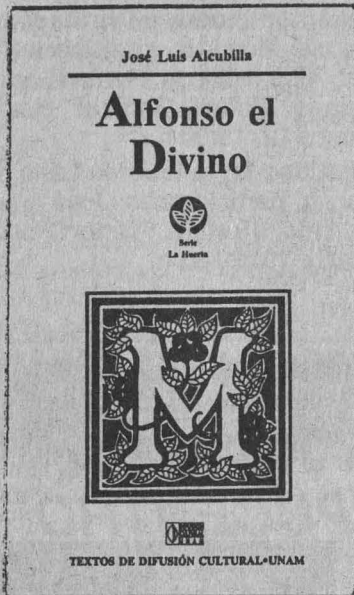 José Luis Alcubilla
Alfonso el
Divino
Serie
La Huerta
M
TEXTOS DE DIFUSIÓN CULTURAL•UNAM